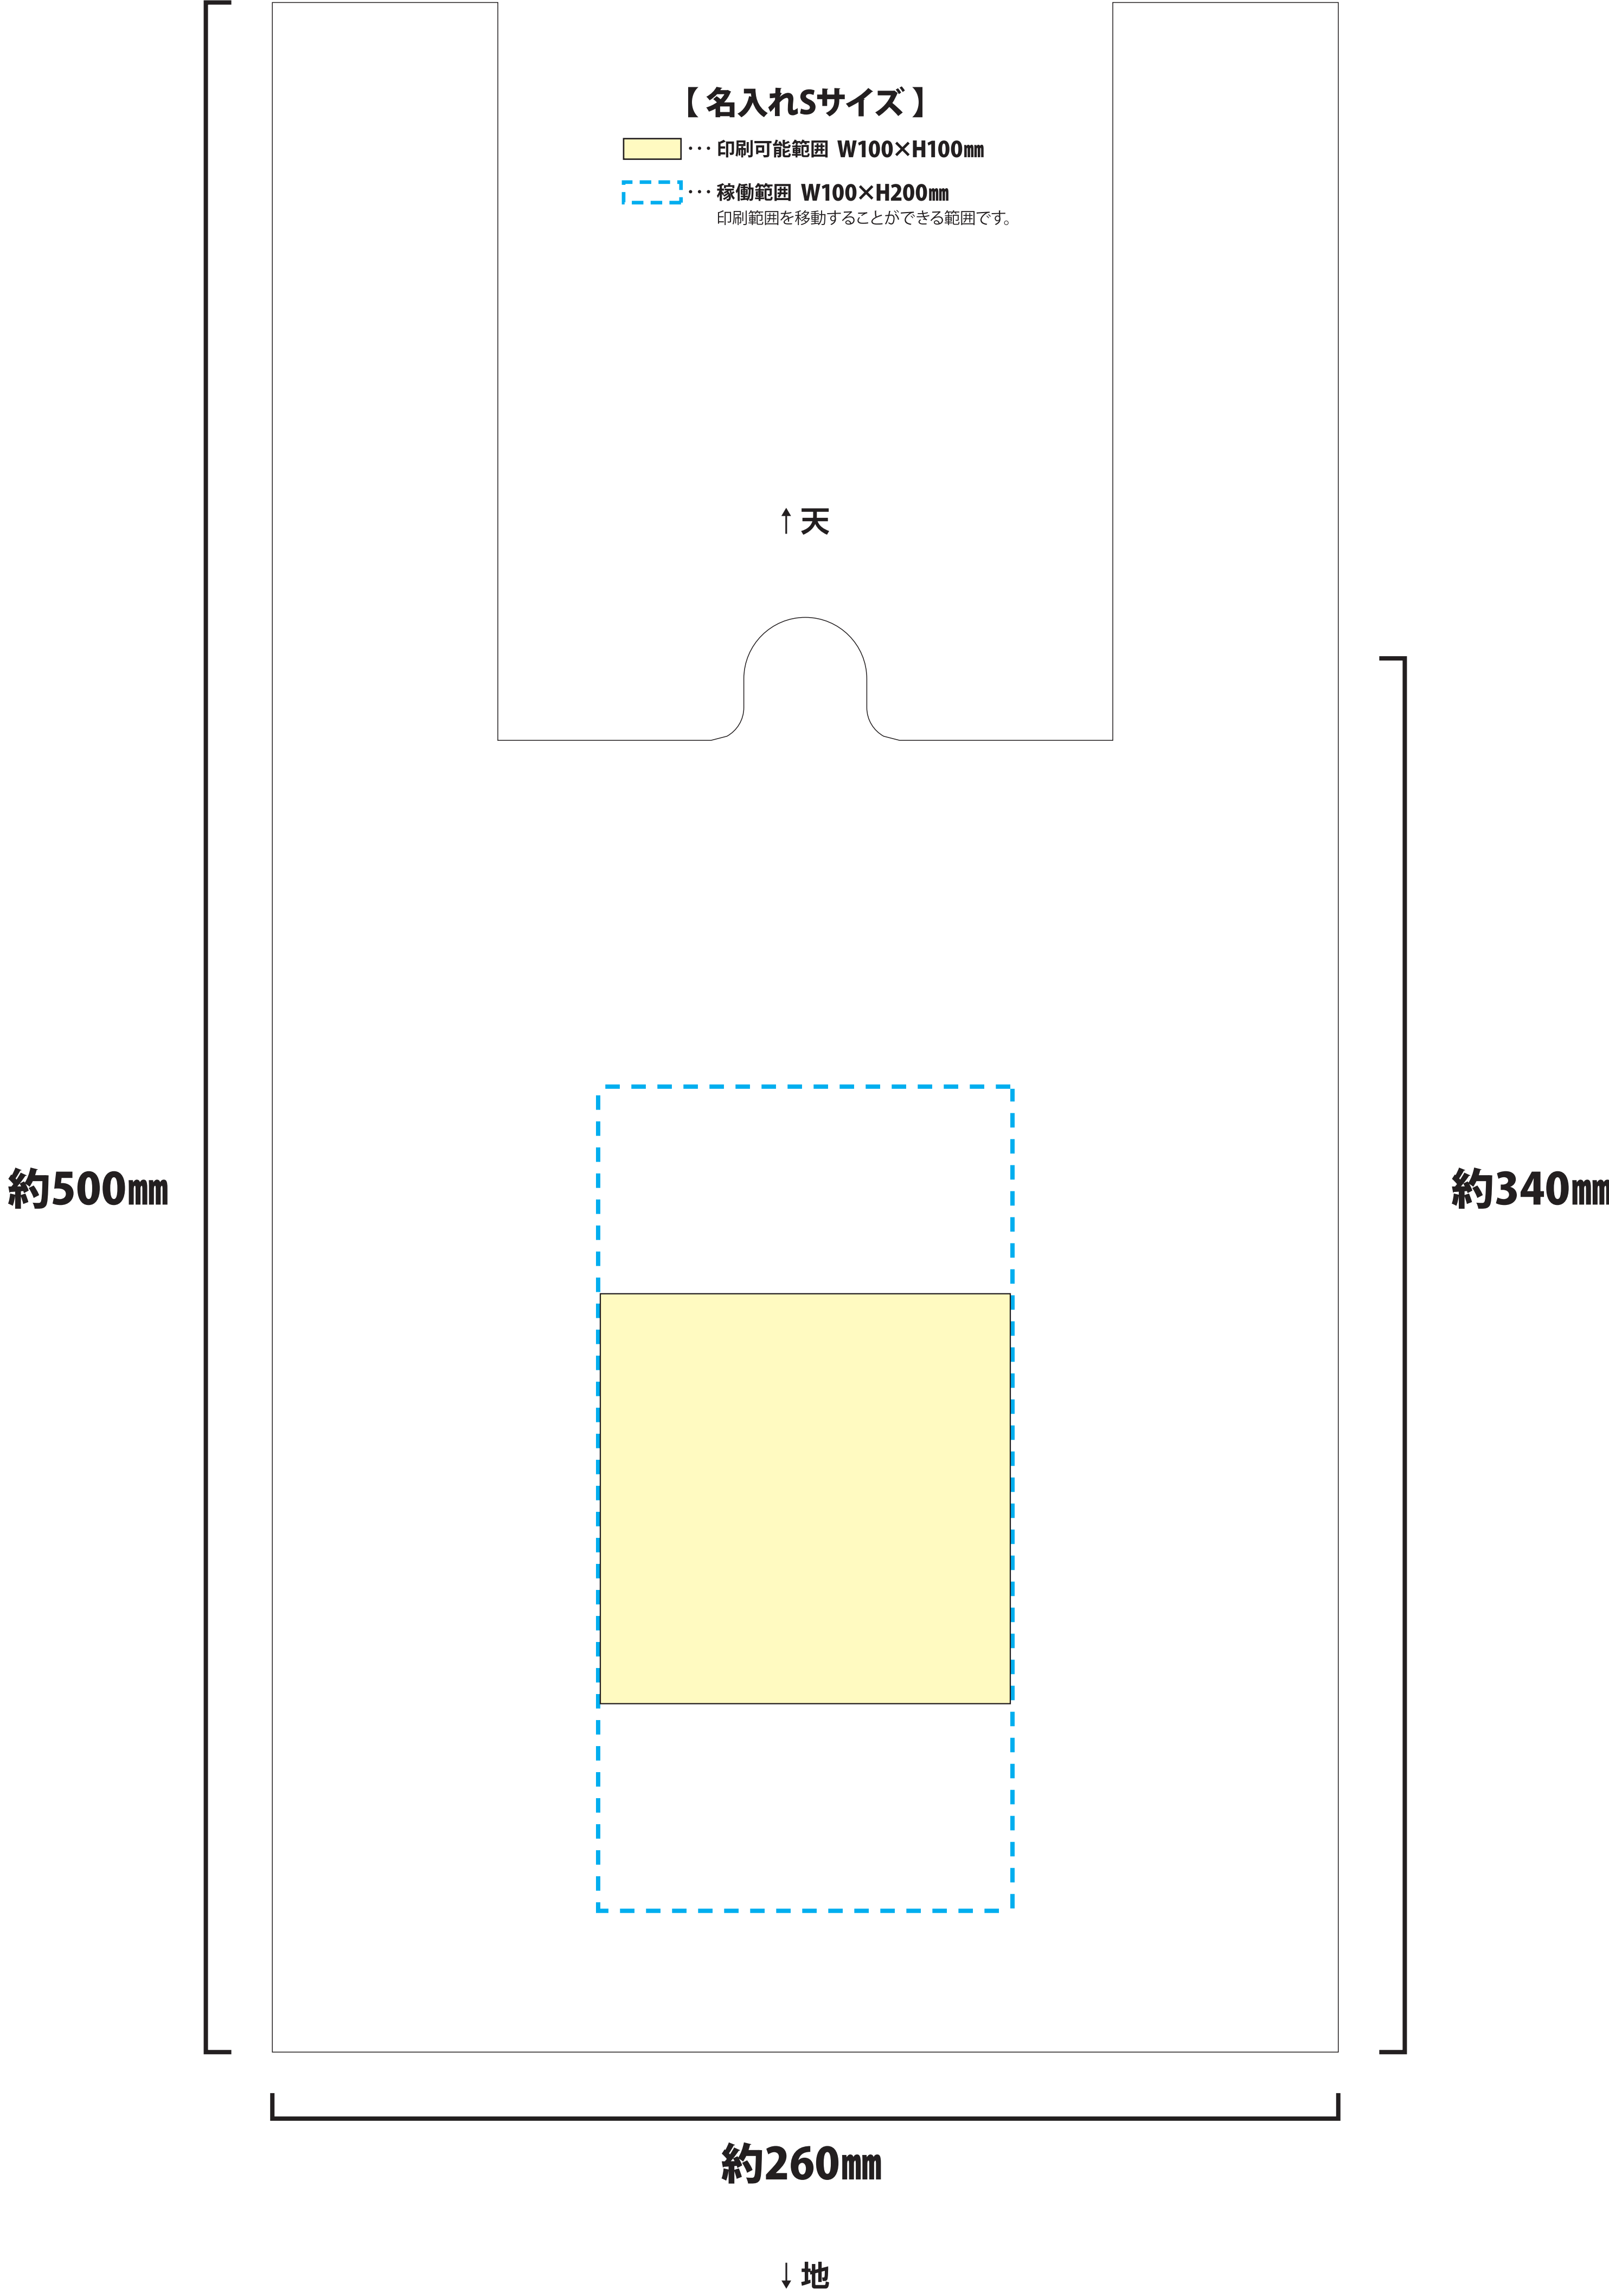 【 名入れSサイズ 】
･･･ 印刷可能範囲 W100×H100㎜
･･･ 稼働範囲 W100×H200㎜
印刷範囲を移動することができる範囲です。
↑ 天
約500㎜
約340㎜
約260㎜
↓ 地